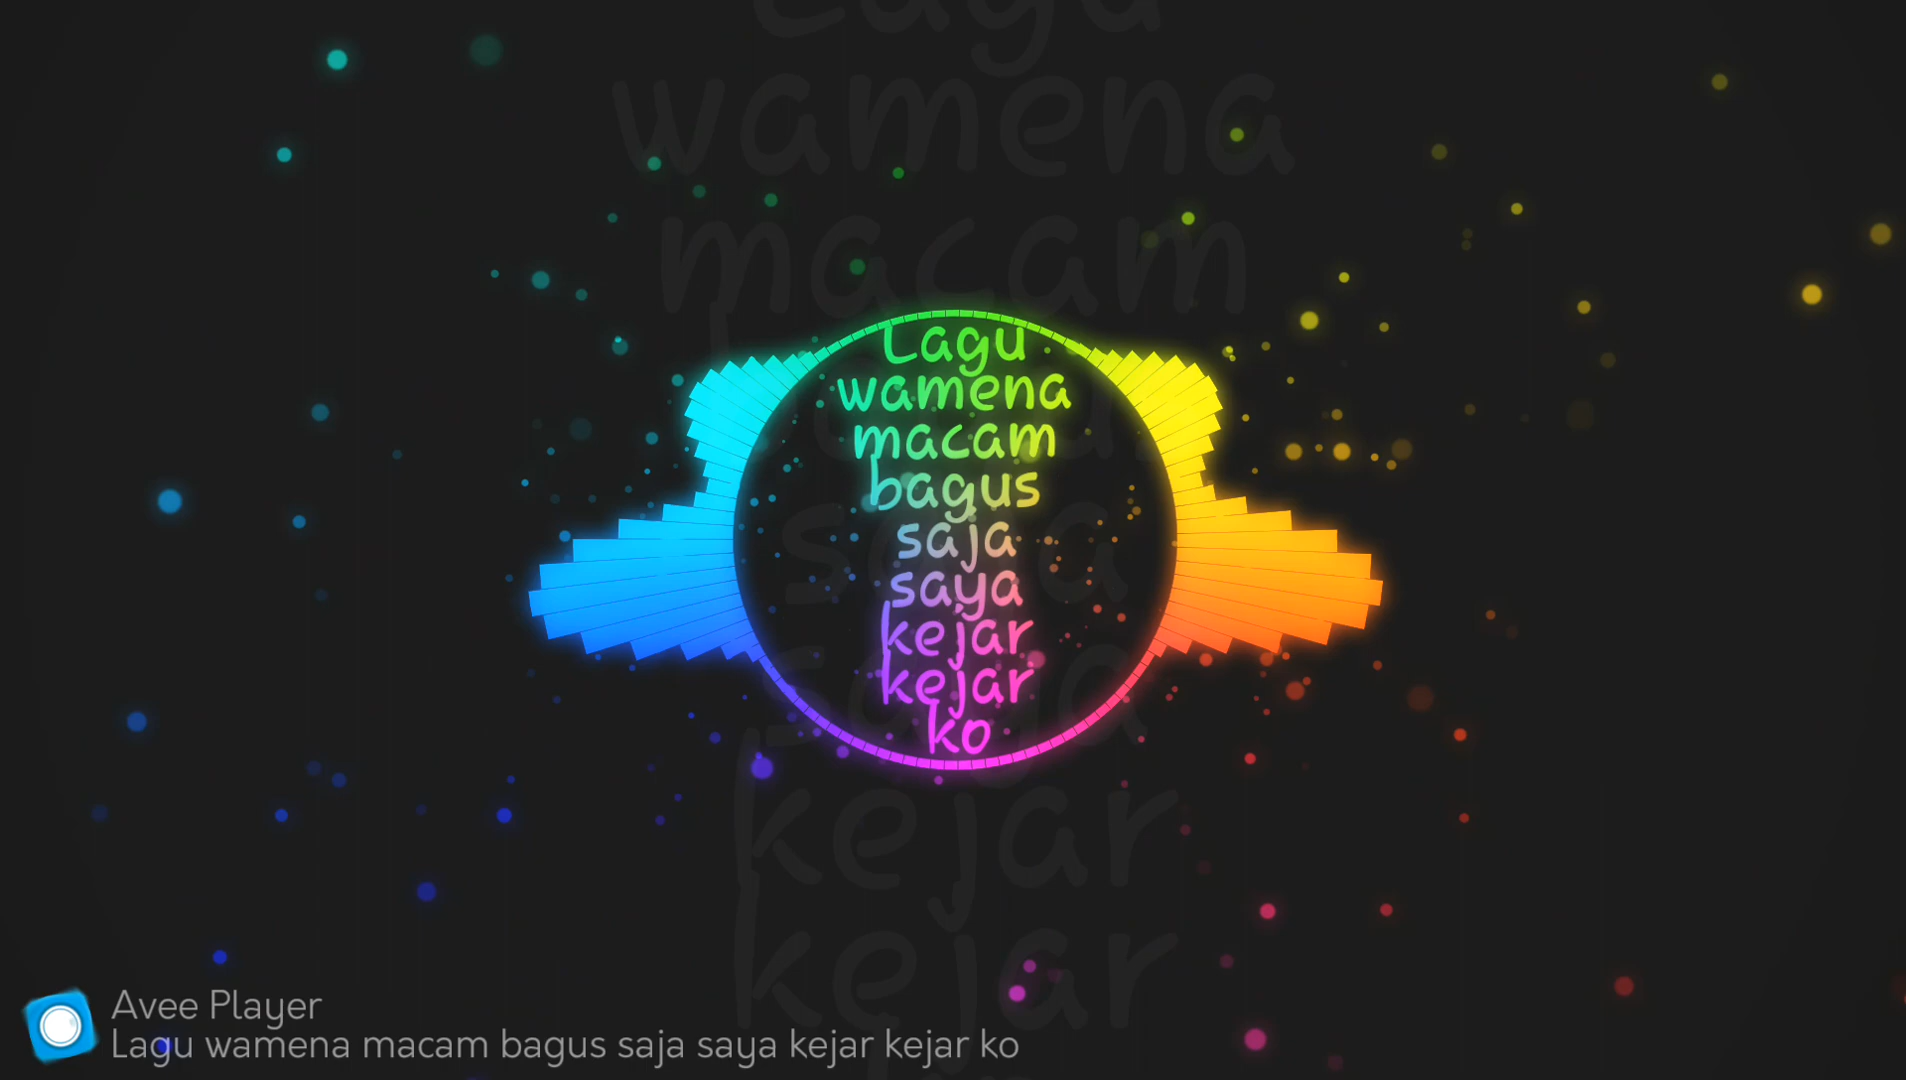 Lagu
wamena
macam
bagus
saja
saya
kejar
kejar
ko
Avee Player
Lagu wamena macam bagus saja saya kejar kejar ko